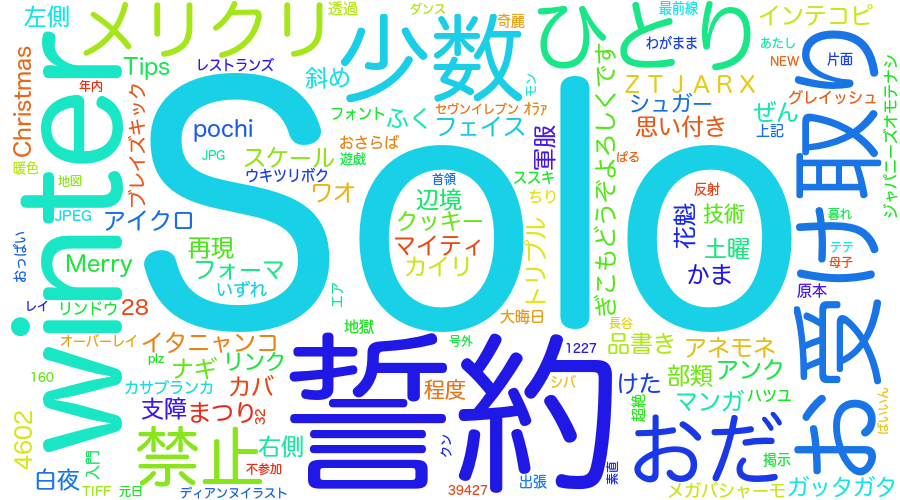 左側
メリクリ
透過
ダンス
奇麗
最前線
インテコピ
少数
ひとり
わがまま
あたし
NEW
片面
Christmas
年内
Tips
レストランズ
斜め
モン
ＺＴＪＡＲＸ
グレイッシュ
winter
ブレイズキック
pochi
フォント
ふく
セヴンイレブン ｵﾗｧ
フェイス
シュガー
思い付き
ぜん
上記
お受け取り
ジャパニーズオモテナシ
Solo
JPG
スケール
おさらば
遊戯
軍服
ぱる
暖色
地図
ウキツリボク
ワオ
首領
ススキ
ちり
反射
JPEG
アイクロ
辺境
クッキー
マイティ
カイリ
トリプル
ぎこもどうぞよろしくです
花魁
技術
土曜
かま
暮れ
テテ
母子
おっぱい
Merry
再現
フォーマ
いずれ
エア
原本
レイ
リンドウ
28
大晦日
長谷
地獄
オーバーレイ
イタニャンコ
号外
1227
品書き
アネモネ
plz
ナギ
リンク
誓約
シバ
けた
部類
アンク
160
カサブランカ
カバ
程度
超絶
マンガ
ハツユ
4602
支障
まつり
32
おだ
ぱいいん
禁止
右側
クン
掲示
入門
白夜
不参加
39427
出張
素直
メガバシャーモ
ガッタガタ
TIFF
元日
ディアンヌイラスト